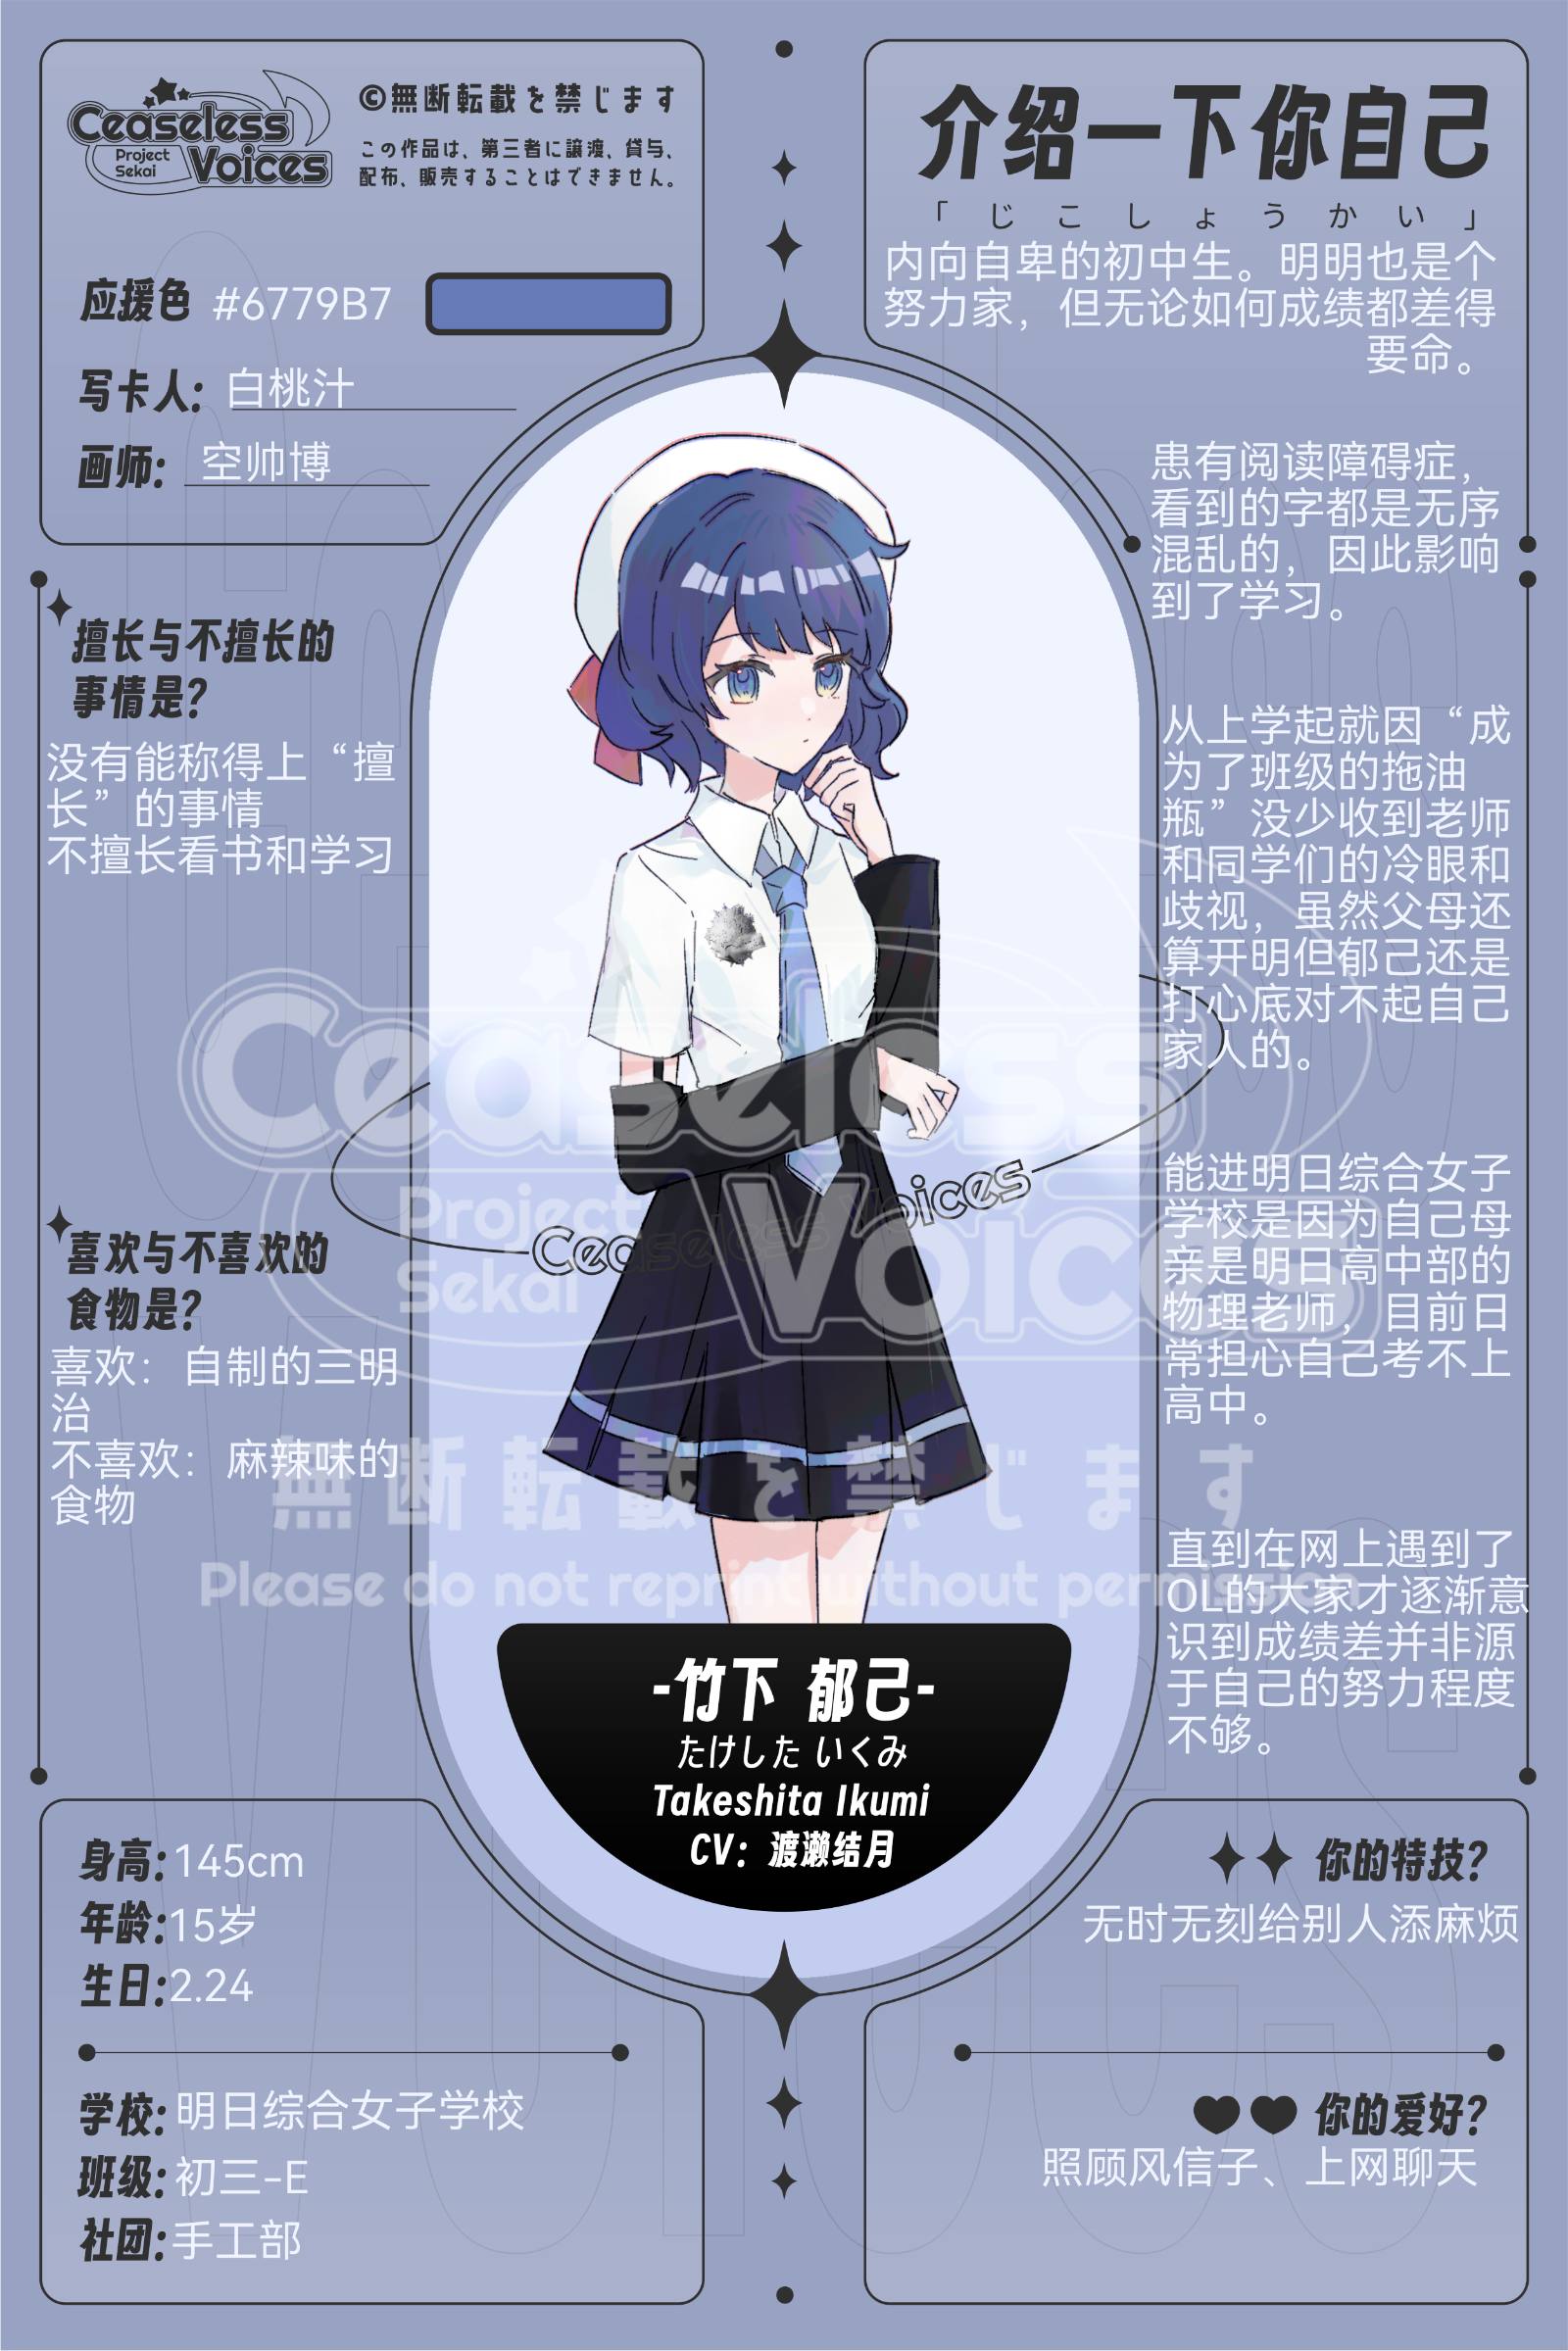 Ceaseless
Project
Sekai
Voices
©無断転載を禁じます
この作品は、第三者に譲渡、貸与、
配布、販売することはできません。
应援色 #6779B7
写卡人: 白桃汁
画师: 空帅博
介绍一下你自己
「じこしょうかい」
内向自卑的初中生。明明也是个
努力家，但无论如何成绩都差得
要命。
患有阅读障碍症，
看到的字都是无序
混乱的，因此影响
到了学习。
从上学起就因“成
为了班级的拖油
瓶”没少收到老师
和同学们的冷眼和
歧视，虽然父母还
算开明但郁己还是
打心底对不起自己
家人的。
能进明日综合女子
学校是因为自己母
亲是明日高中部的
物理老师，目前日
常担心自己考不上
高中。
直到在网上遇到了
OL的大家才逐渐意
识到成绩差并非源
于自己的努力程度
不够。
擅长与不擅长的
事情是?
没有能称得上“擅
长”的事情
不擅长看书和学习
喜欢与不喜欢的
食物是?
喜欢：自制的三明
治
不喜欢：麻辣味的
食物
Ceaseless
Project
Sekai
Voices
Ceaseless Voices
無断転載を禁じます
Please do not reprint without permission
-竹下 郁己-
たけした いくみ
Takeshita Ikumi
CV：渡濑结月
身高:145cm
年龄:15岁
生日:2.24
学校:明日综合女子学校
班级:初三-E
社团:手工部
你的特技?
无时无刻给别人添麻烦
你的爱好?
照顾风信子、上网聊天